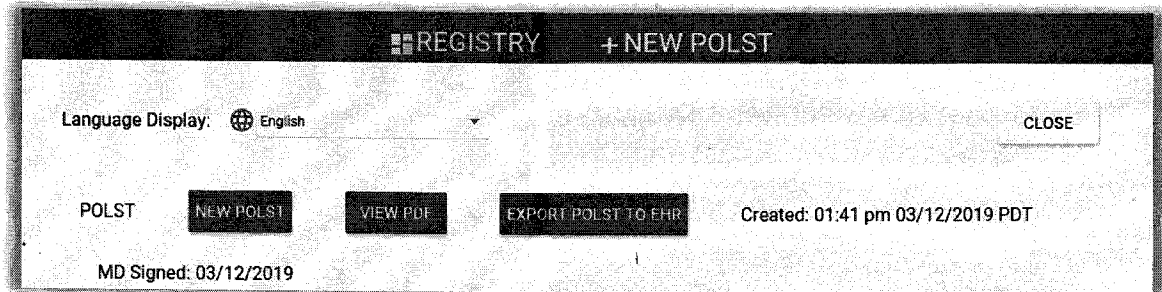 REGISTRY +NEW POLST
Language Display: English CLOSE
POLST NEW POLST VIEW PDF EXPORT POLST TO EHR Created: 01:41 pm 03/12/2019 PDT
MD Signed: 03/12/2019